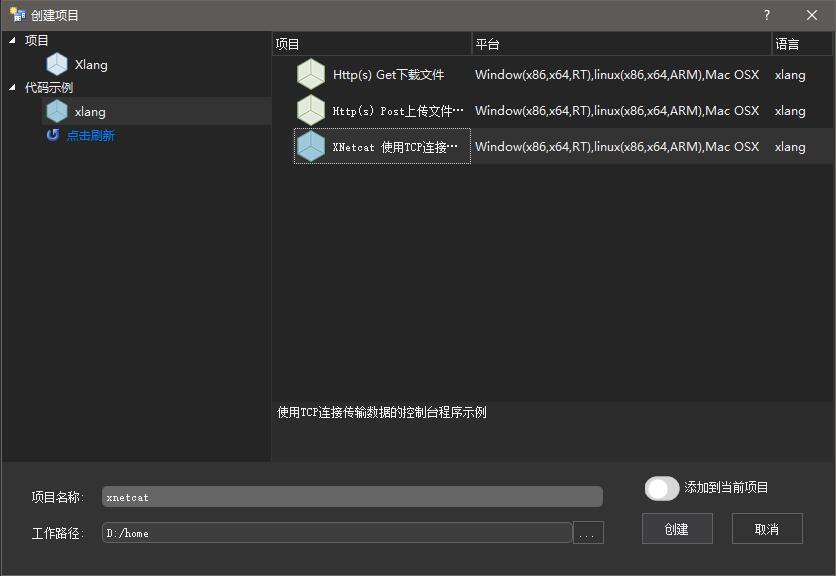 创建项目
?
项目
Xlang
代码示例
xlang
点击刷新
项目 平台 语言
Http(s) Get下载文件 Window(x86,x64,RT),linux(x86,x64,ARM),Mac OSX xlang
Http(s) Post上传文件… Window(x86,x64,RT),linux(x86,x64,ARM),Mac OSX xlang
XNetcat 使用TCP连接… Window(x86,x64,RT),linux(x86,x64,ARM),Mac OSX xlang
使用TCP连接传输数据的控制台程序示例
项目名称: xnetcat
添加到当前项目
工作路径: D:/home ...
创建 取消